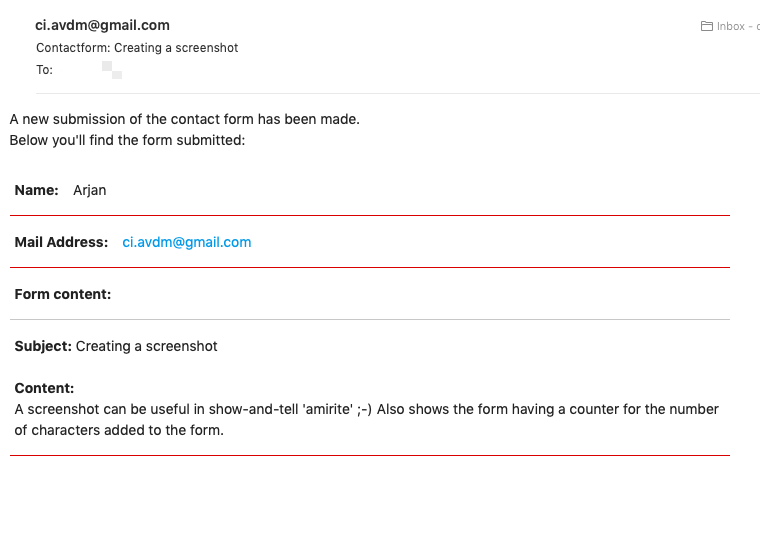 ci.avdm@gmail.com
Inbox -
Contactform: Creating a screenshot
To:
A new submission of the contact form has been made.
Below you'll find the form submitted:
Name: Arjan
Mail Address: ci.avdm@gmail.com
Form content:
Subject: Creating a screenshot
Content:
A screenshot can be useful in show-and-tell 'amirite' ;-) Also shows the form having a counter for the number
of characters added to the form.